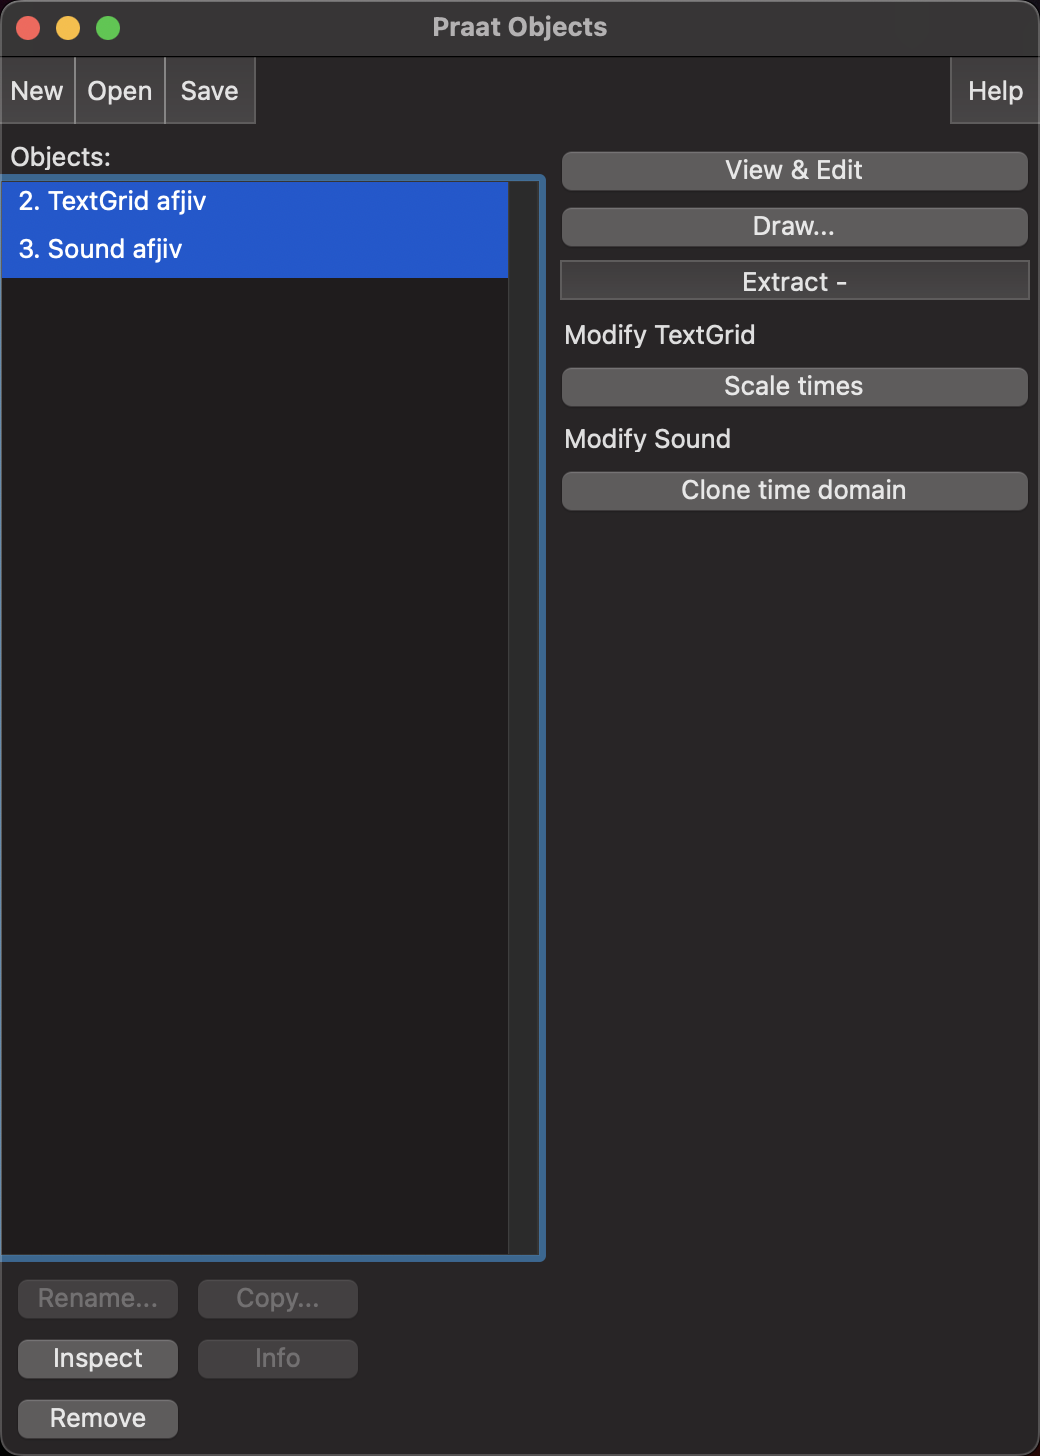 Praat Objects
New Open Save Help
Objects:
2. TextGrid afjiv
3. Sound afjiv
View & Edit
Draw...
Extract -
Modify TextGrid
Scale times
Modify Sound
Clone time domain
Rename... Copy...
Inspect Info
Remove